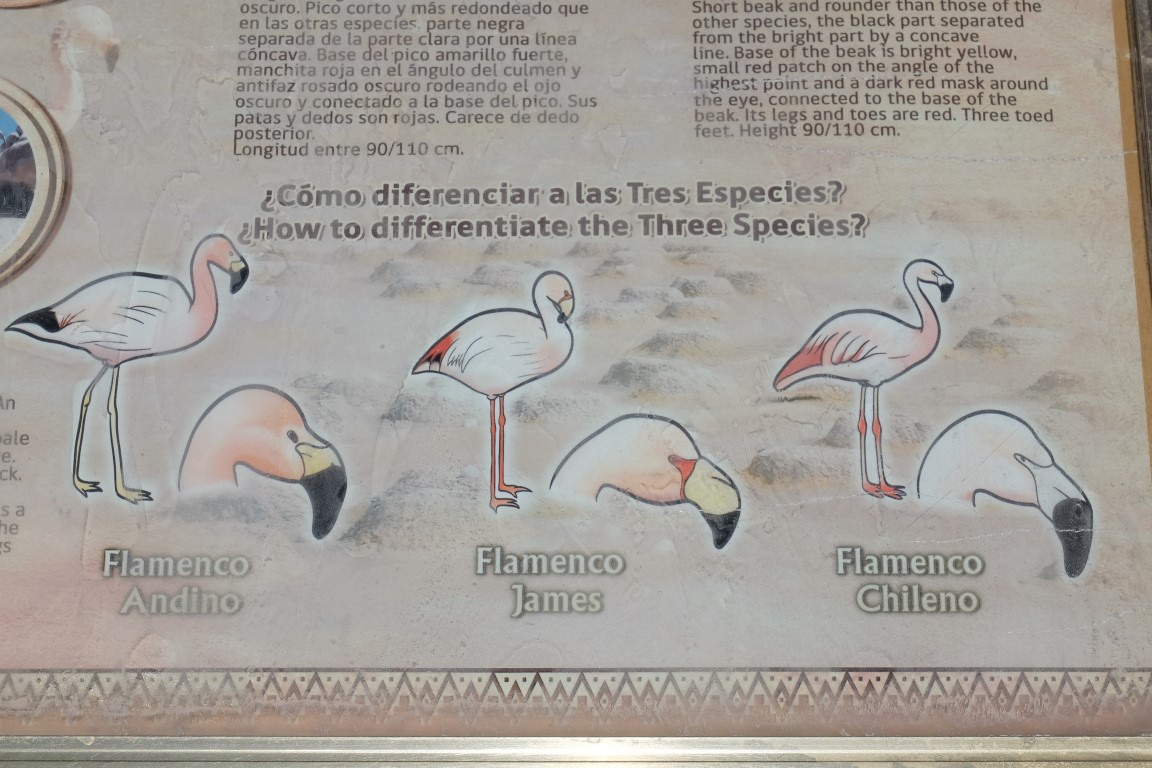 oscuro. Pico corto y más redondeado que
en las otras especies, parte negra
separada de la parte clara por una línea
cóncava. Base del pico amarillo fuerte,
manchita roja en el ángulo del culmen y
antifaz rosado oscuro rodeando el ojo
oscuro y conectado a la base del pico. Sus
patas y dedos son rojas. Carece de dedo
posterior.
Longitud entre 90/110 cm.
Short beak and rounder than those of the
other species, the black part separated
from the bright part by a concave
line. Base of the beak is bright yellow,
small red patch on the angle of the
highest point and a dark red mask around
the eye, connected to the base of the
beak. Its legs and toes are red. Three toed
feet. Height 90/110 cm.
¿Cómo diferenciar a las Tres Especies?
¿How to differentiate the Three Species?
An
pale
e.
ck.
s a
he
gs
Flamenco
Andino
Flamenco
James
Flamenco
Chileno